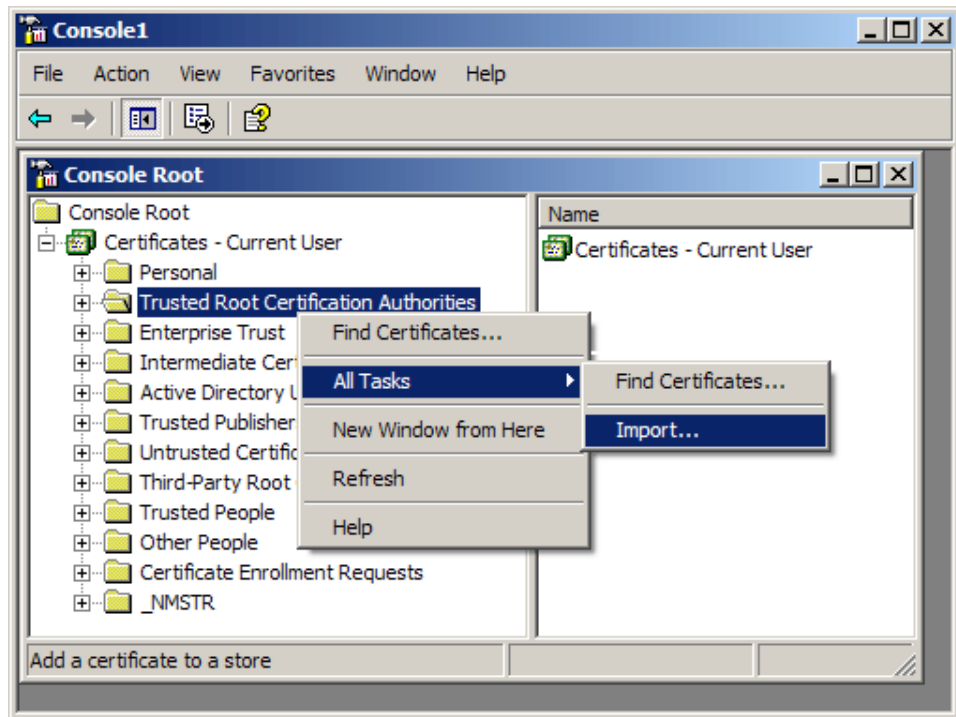 Console1
File Action View Favorites Window Help
Console Root
Console Root
Name
Certificates - Current User
Certificates - Current User
Personal
Trusted Root Certification Authorities
Enterprise Trust
Find Certificates...
Intermediate Cer
All Tasks
Find Certificates...
Active Directory
Trusted Publisher
New Window from Here
Import...
Untrusted Certific
Third-Party Root
Refresh
Trusted People
Help
Other People
Certificate Enrollment Requests
_NMSTR
Add a certificate to a store